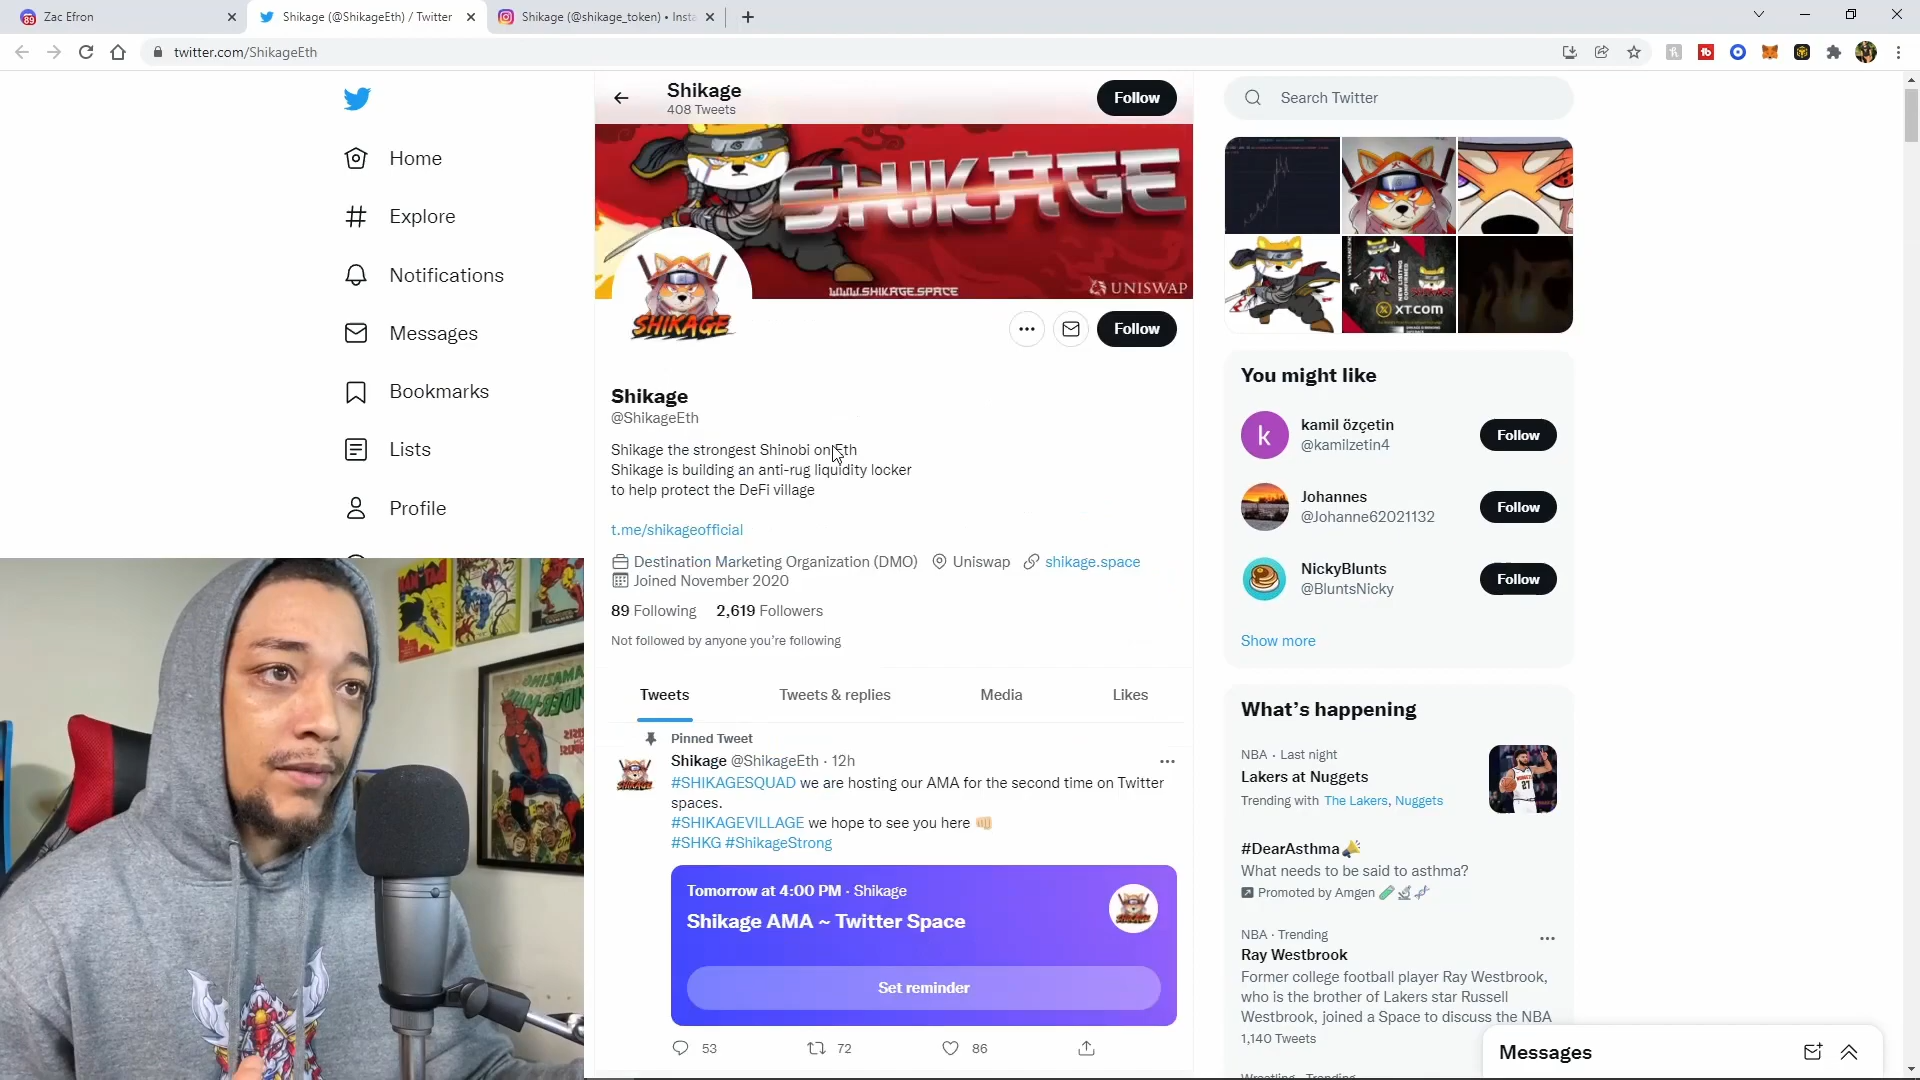 Zac Efron
Shikage (@ShikageEth) / Twitter
Shikage (@shikage_token) • Insta
twitter.com/ShikageEth
Home
Explore
Notifications
Messages
Bookmarks
Lists
Profile
Shikage
408 Tweets
Follow
SHIKAGE
WWW.SHIKAGE.SPACE
UNISWAP
SHIKAGE
Follow
Shikage
@ShikageEth
Shikage the strongest Shinobi on Eth
Shikage is building an anti-rug liquidity locker
to help protect the DeFi village
t.me/shikageofficial
Destination Marketing Organization (DMO) Uniswap shikage.space
Joined November 2020
89 Following 2,619 Followers
Not followed by anyone you’re following
Tweets Tweets & replies Media Likes
Pinned Tweet
Shikage @ShikageEth · 12h
#SHIKAGESQUAD we are hosting our AMA for the second time on Twitter
spaces.
#SHIKAGEVILLAGE we hope to see you here 👊🏼
#SHKG #ShikageStrong
Tomorrow at 4:00 PM · Shikage
Shikage AMA ~ Twitter Space
Set reminder
53 72 86
Search Twitter
XT.COM
You might like
kamil özçetin
@kamilzetin4
Follow
Johannes
@Johanne62021132
Follow
NickyBlunts
@BluntsNicky
Follow
Show more
What’s happening
NBA · Last night
Lakers at Nuggets
Trending with The Lakers, Nuggets
#DearAsthma
What needs to be said to asthma?
Promoted by Amgen
NBA · Trending
Ray Westbrook
Former college football player Ray Westbrook,
who is the brother of Lakers star Russell
Westbrook, joined a Space to discuss the NBA
1,140 Tweets
Messages